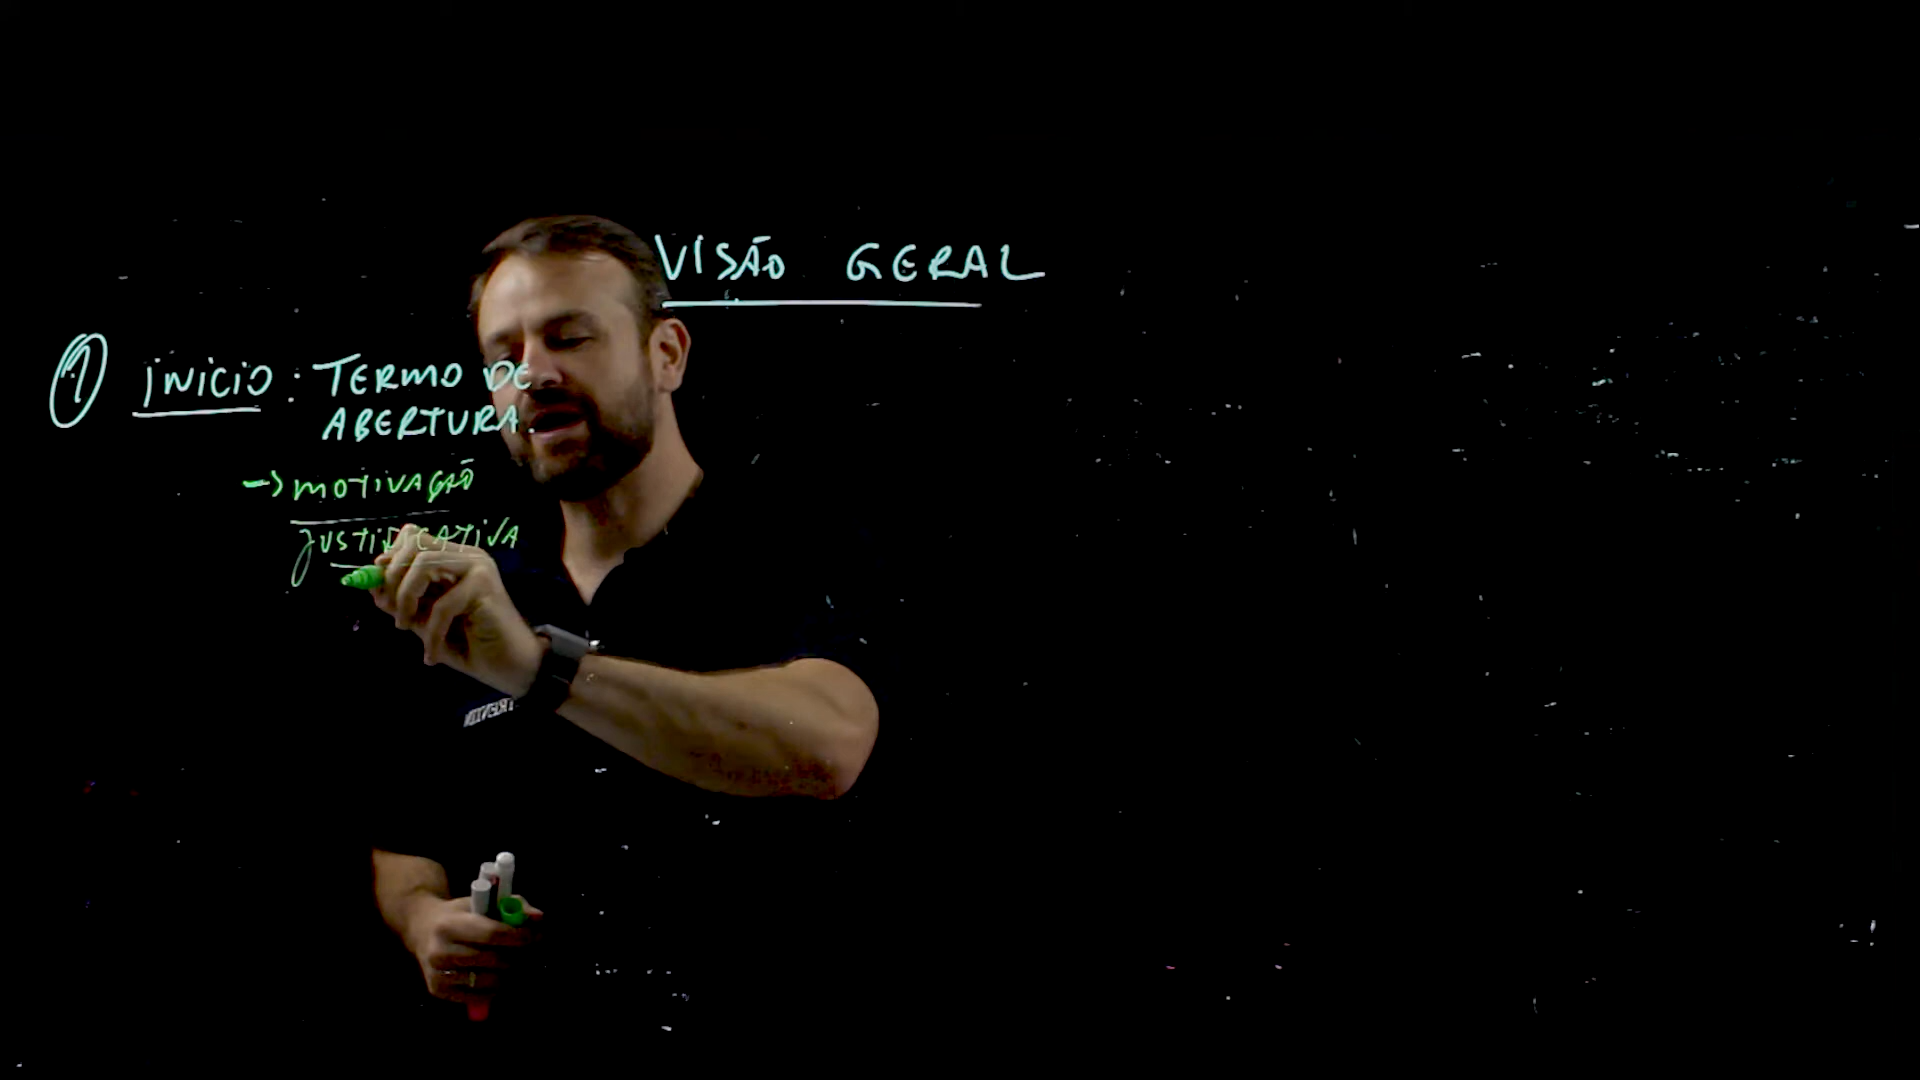 VISÃO GERAL
1 INICIO: TERMO DE
ABERTURA.
-> MOTIVAÇÃO
JUSTIFICATIVA